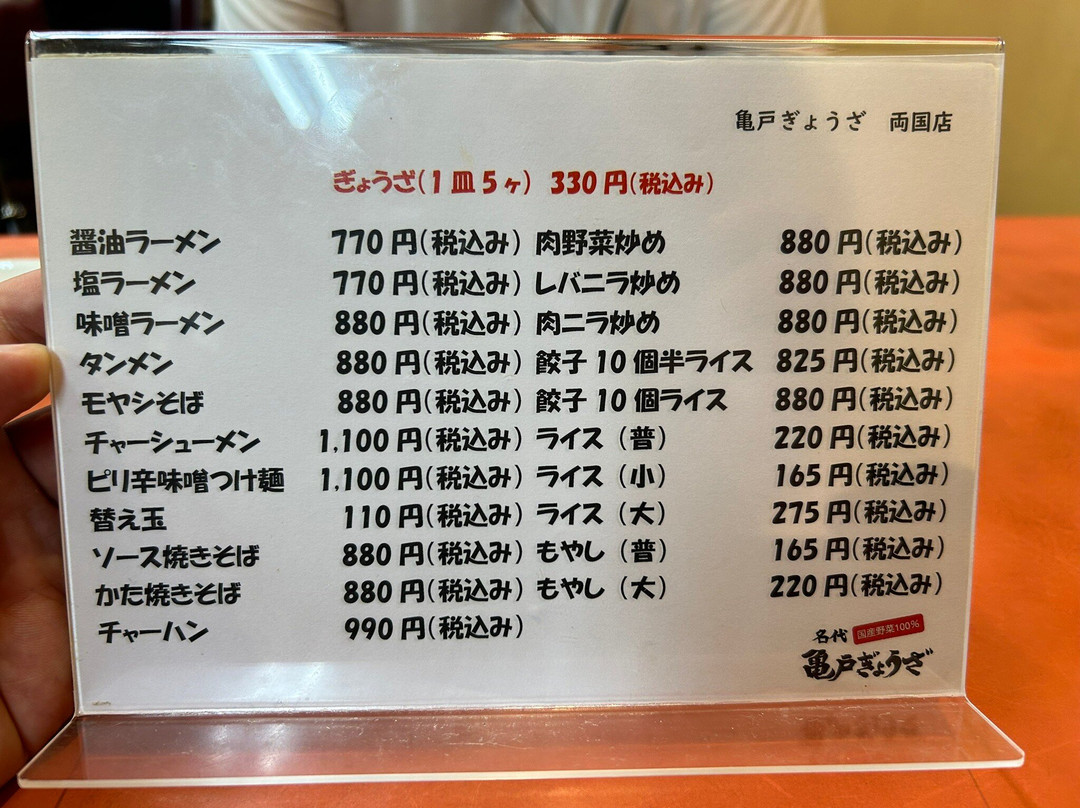 亀戸ぎょうざ 両国店
ぎょうざ(1皿5ヶ) 330円(税込み)
醤油ラーメン 770円(税込み) 肉野菜炒め 880円(税込み)
塩ラーメン 770円(税込み) レバニラ炒め 880円(税込み)
味噌ラーメン 880円(税込み) 肉ニラ炒め 880円(税込み)
タンメン 880円(税込み) 餃子10個半ライス 825円(税込み)
モヤシそば 880円(税込み) 餃子10個ライス 880円(税込み)
チャーシューメン 1,100円(税込み) ライス(普) 220円(税込み)
ピリ辛味噌つけ麺 1,100円(税込み) ライス(小) 165円(税込み)
替え玉 110円(税込み) ライス(大) 275円(税込み)
ソース焼きそば 880円(税込み) もやし(普) 165円(税込み)
かた焼きそば 880円(税込み) もやし(大) 220円(税込み)
チャーハン 990円(税込み)
名代 国産野菜100%
亀戸ぎょうざ